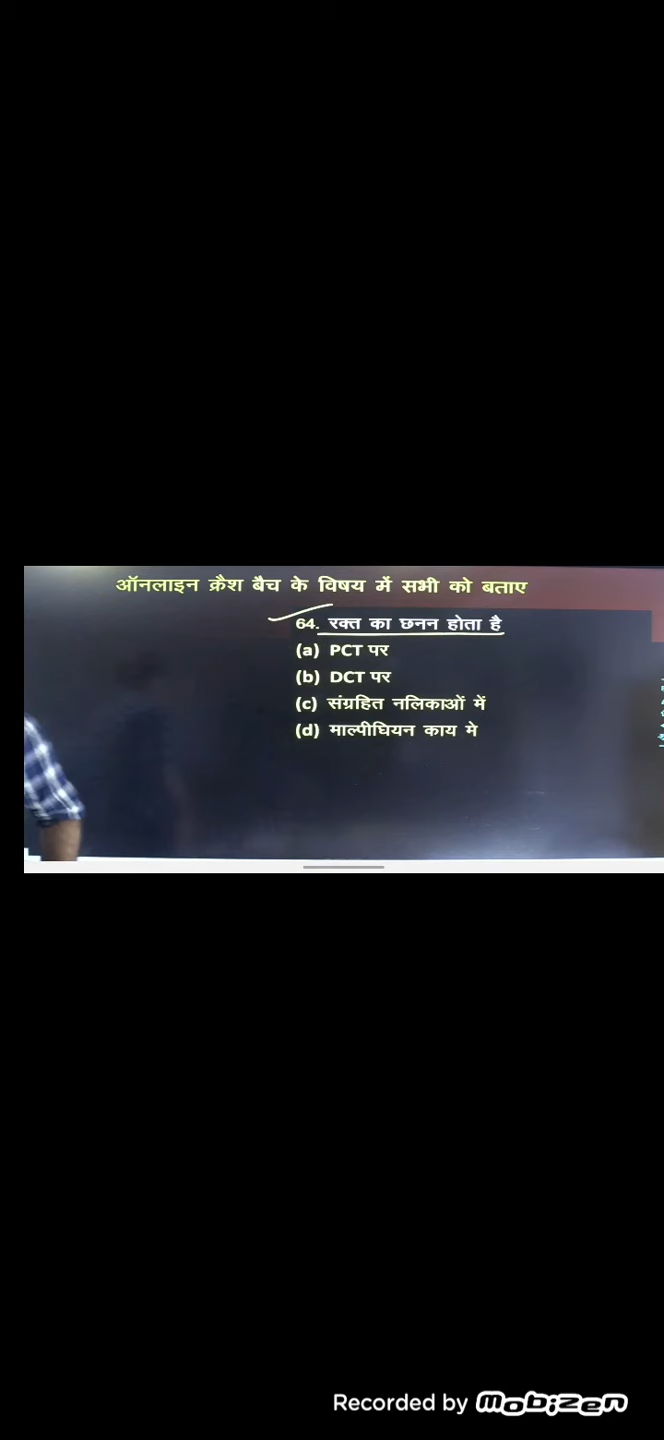 ऑनलाइन क्रैश बैच के विषय में सभी को बताए
64. रक्त का छनन होता है
(a) PCT पर
(b) DCT पर
(c) संग्रहित नलिकाओं में
(d) माल्पीघियन काय मे
Recorded by Mobizen